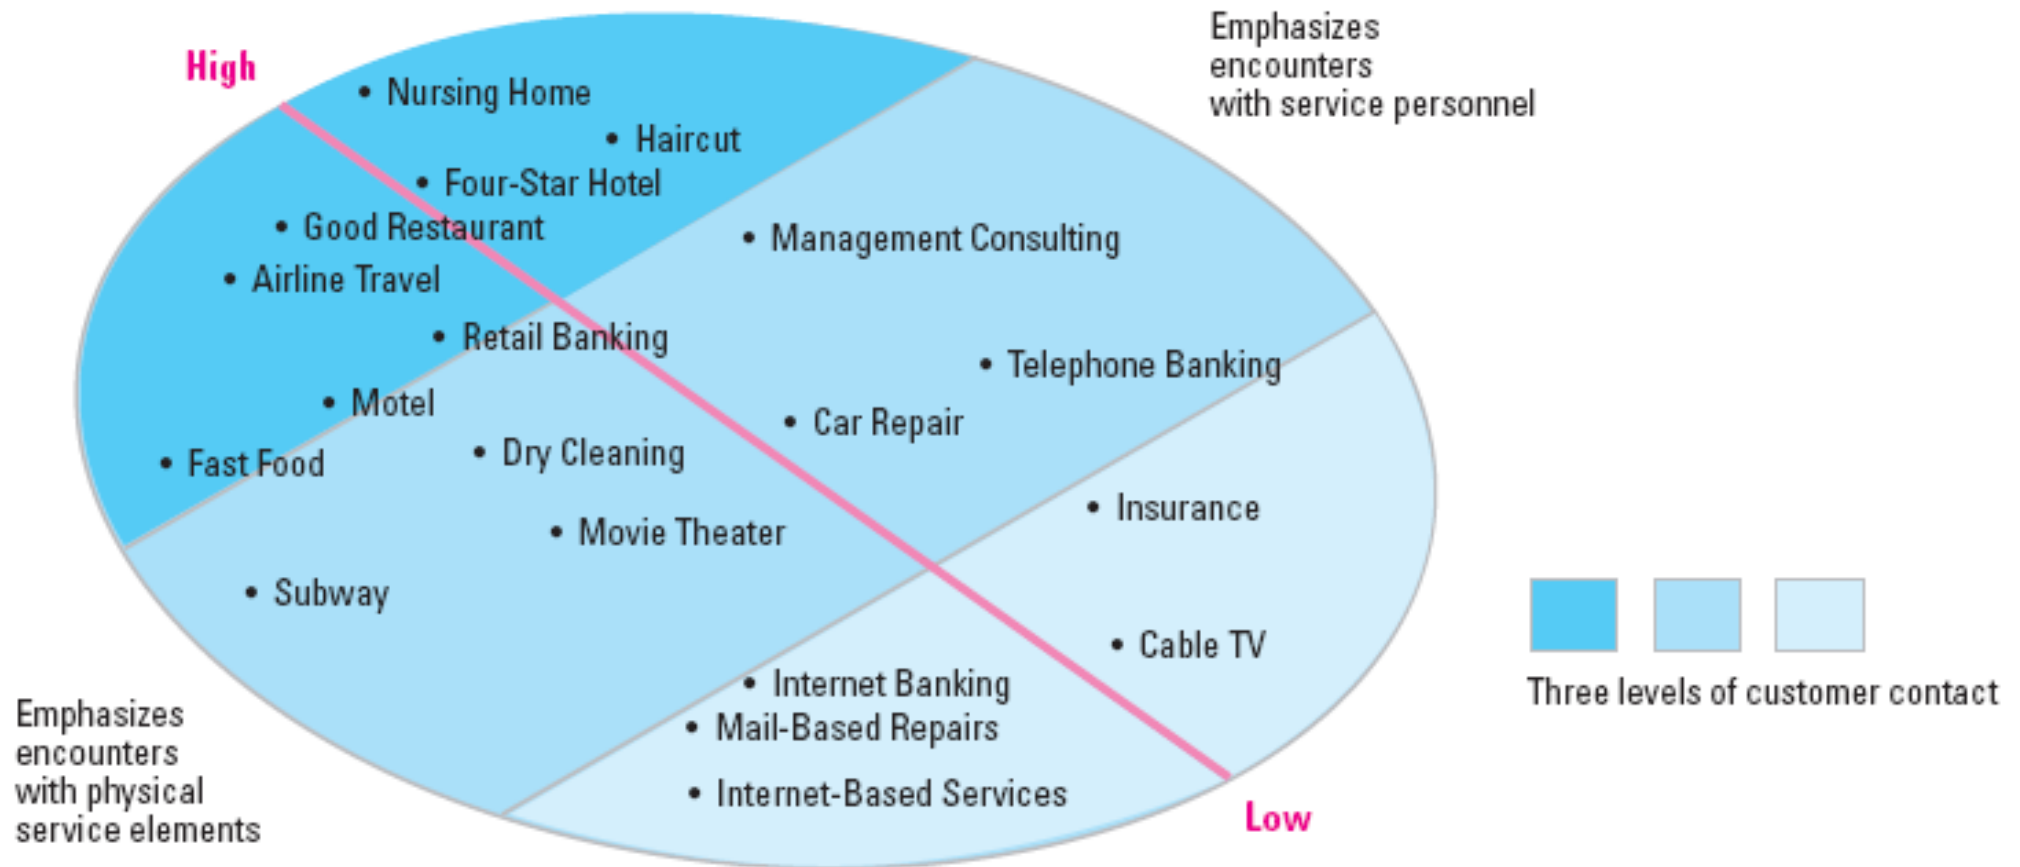 Emphasizes
encounters
with service personnel
High
• Nursing Home
• Haircut
• Four-Star Hotel
• Good Restaurant
• Management Consulting
• Airline Travel
• Retail Banking
• Telephone Banking
• Motel
• Car Repair
• Dry Cleaning
• Fast Food
• Insurance
• Movie Theater
• Subway
• Cable TV
• Internet Banking
Three levels of customer contact
• Mail-Based Repairs
Emphasizes
encounters
with physical
service elements
• Internet-Based Services
Low